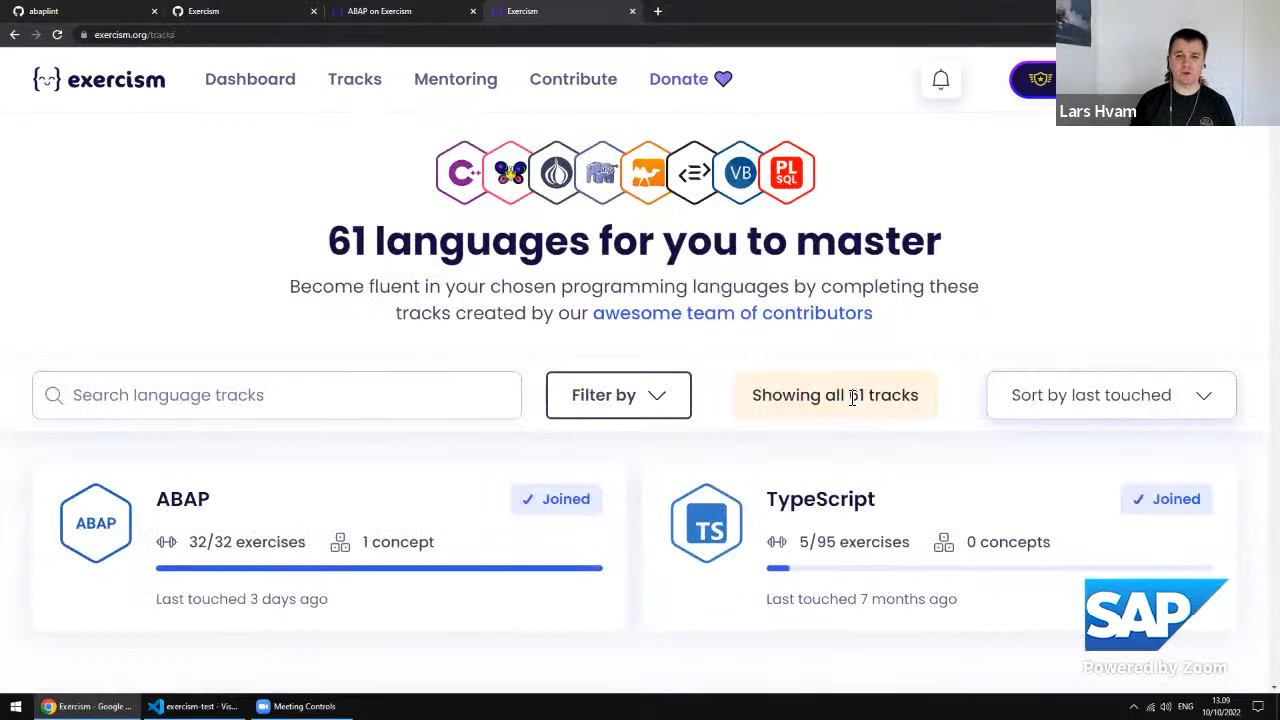 abaplint
Exercism
ABAP on Exercism
Exercism
exercism.org/tracks
exercism
Dashboard
Tracks
Mentoring
Contribute
Donate
Lars Hvam
C++
VB
PL
SQL
61 languages for you to master
Become fluent in your chosen programming languages by completing these
tracks created by our awesome team of contributors
Search language tracks
Filter by
Showing all 61 tracks
Sort by last touched
ABAP
ABAP
Joined
32/32 exercises
1 concept
Last touched 3 days ago
TS
TypeScript
Joined
5/95 exercises
0 concepts
Last touched 7 months ago
SAP
Powered by Zoom
Exercism - Google ...
exercism-test - Vis...
Meeting Controls
ENG
13.09
10/10/2022